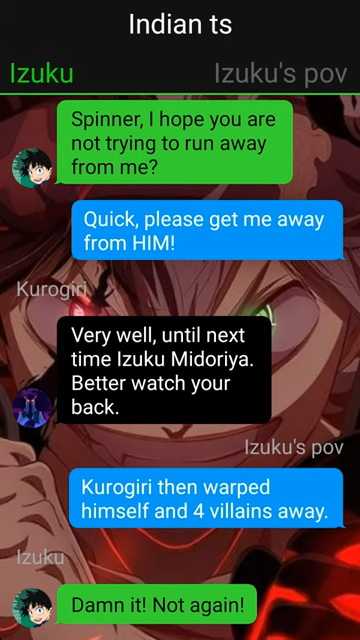 Indian ts
Izuku
Izuku's pov
Spinner, I hope you are
not trying to run away
from me?
Quick, please get me away
from HIM!
Kurogiri
Very well, until next
time Izuku Midoriya.
Better watch your
back.
Izuku's pov
Kurogiri then warped
himself and 4 villains away.
Izuku
Damn it! Not again!